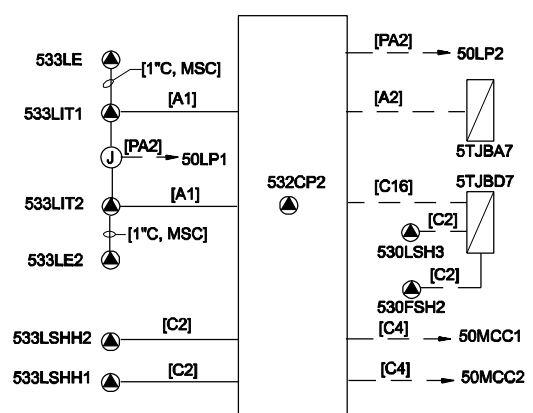 533LE
[1"C, MSC]
533LIT1
[A1]
J
[PA2]
50LP1
533LIT2
[A1]
[1"C, MSC]
533LE2
533LSHH2
[C2]
533LSHH1
[C2]
532CP2
[PA2]
50LP2
[A2]
5TJBA7
[C16]
5TJBD7
[C2]
530LSH3
[C2]
530FSH2
[C4]
50MCC1
[C4]
50MCC2